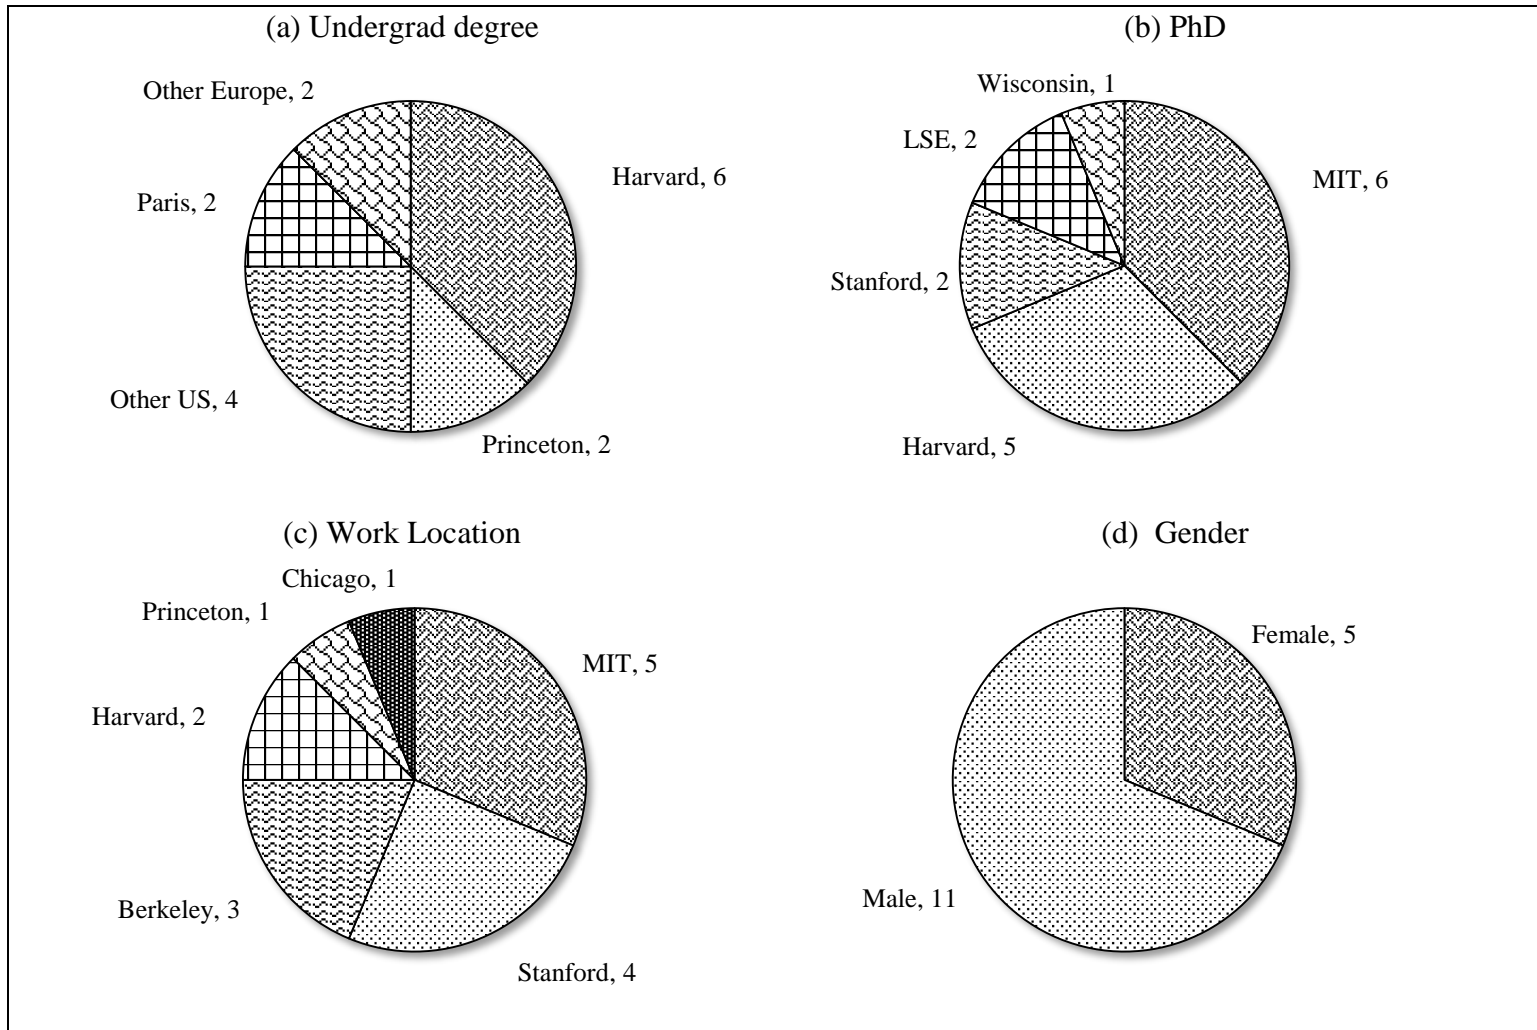 (a) Undergrad degree
Other Europe, 2
Harvard, 6
Paris, 2
Other US, 4
Princeton, 2
(b) PhD
Wisconsin, 1
LSE, 2
MIT, 6
Stanford, 2
Harvard, 5
(c) Work Location
Chicago, 1
Princeton, 1
MIT, 5
Harvard, 2
Berkeley, 3
Stanford, 4
(d) Gender
Female, 5
Male, 11